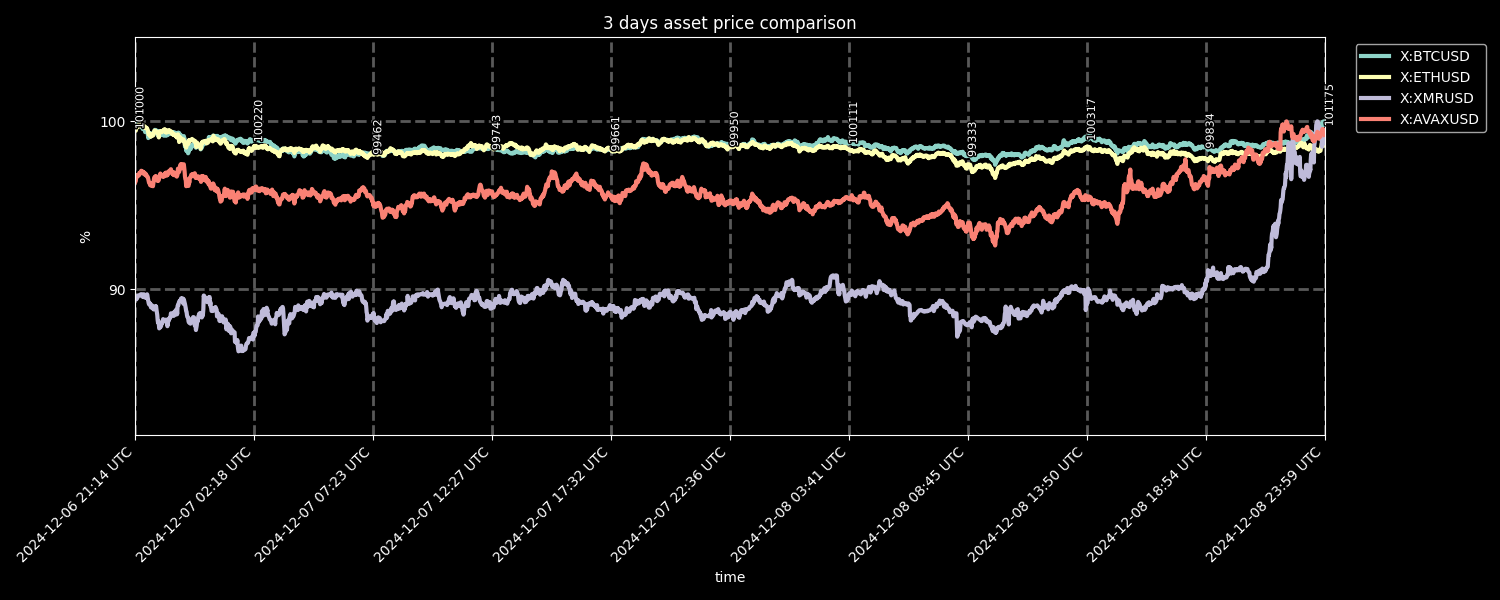 3 days asset price comparison
X:BTCUSD
X:ETHUSD
X:XMRUSD
X:AVAXUSD
%
100
90
101000
100220
99462
99743
99661
99950
100111
99333
100317
99834
101175
2024-12-06 21:14 UTC
2024-12-07 02:18 UTC
2024-12-07 07:23 UTC
2024-12-07 12:27 UTC
2024-12-07 17:32 UTC
2024-12-07 22:36 UTC
2024-12-08 03:41 UTC
2024-12-08 08:45 UTC
2024-12-08 13:50 UTC
2024-12-08 18:54 UTC
2024-12-08 23:59 UTC
time